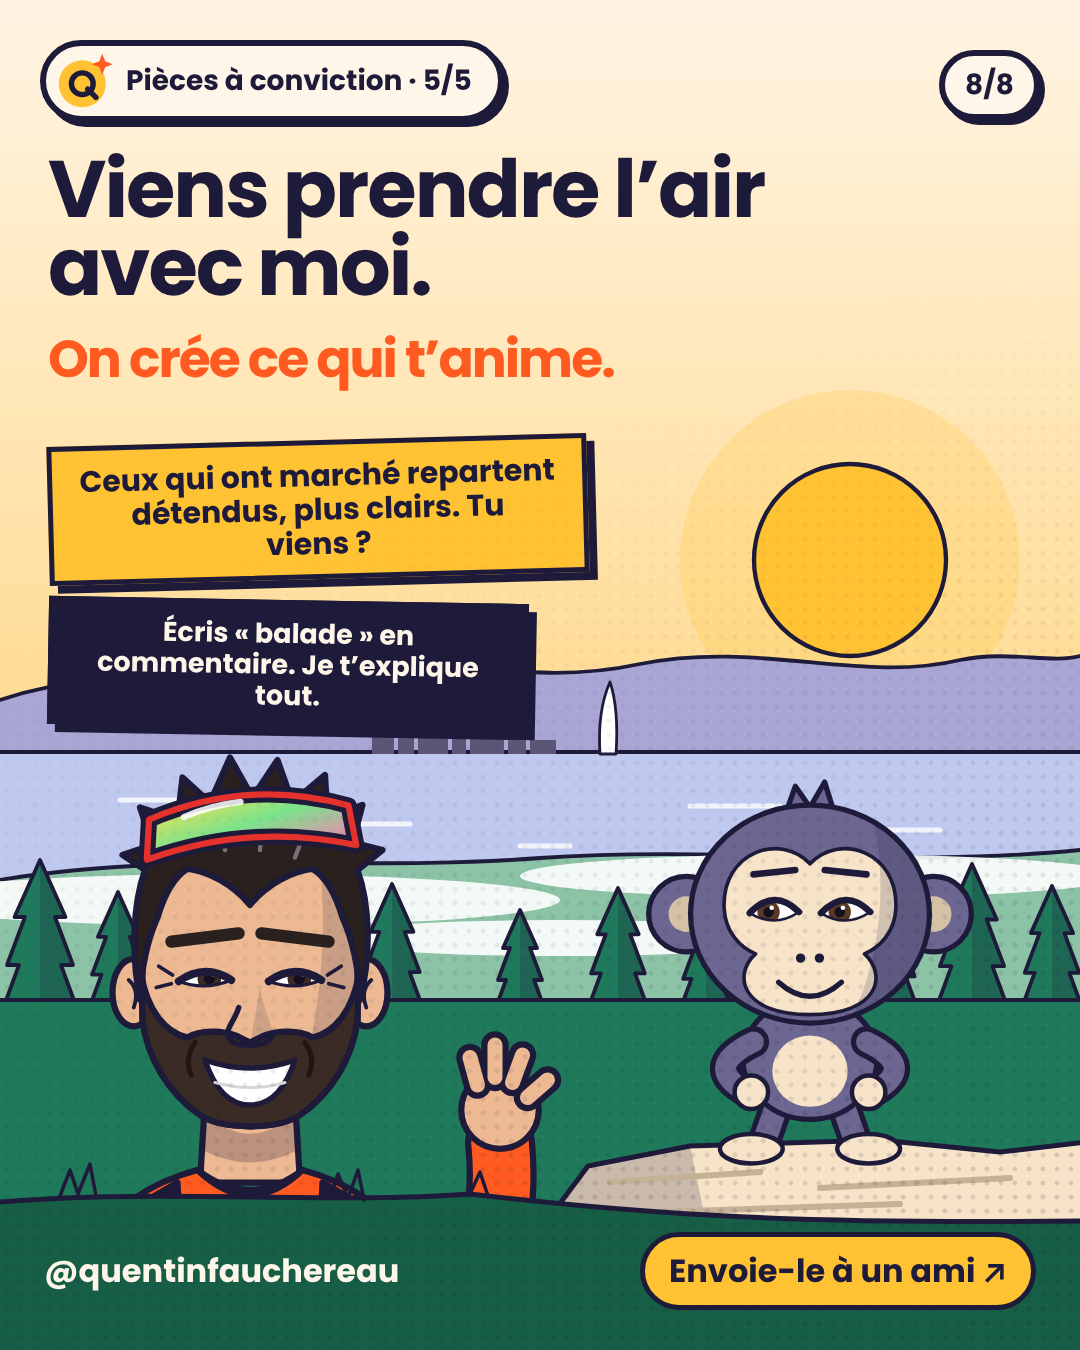 Q
Pièces à conviction · 5/5
8/8
Viens prendre l’air
avec moi.
On crée ce qui t’anime.
Ceux qui ont marché repartent
détendus, plus clairs. Tu
viens ?
Écris « balade » en
commentaire. Je t’explique
tout.
@quentinfauchereau
Envoie-le à un ami ↗